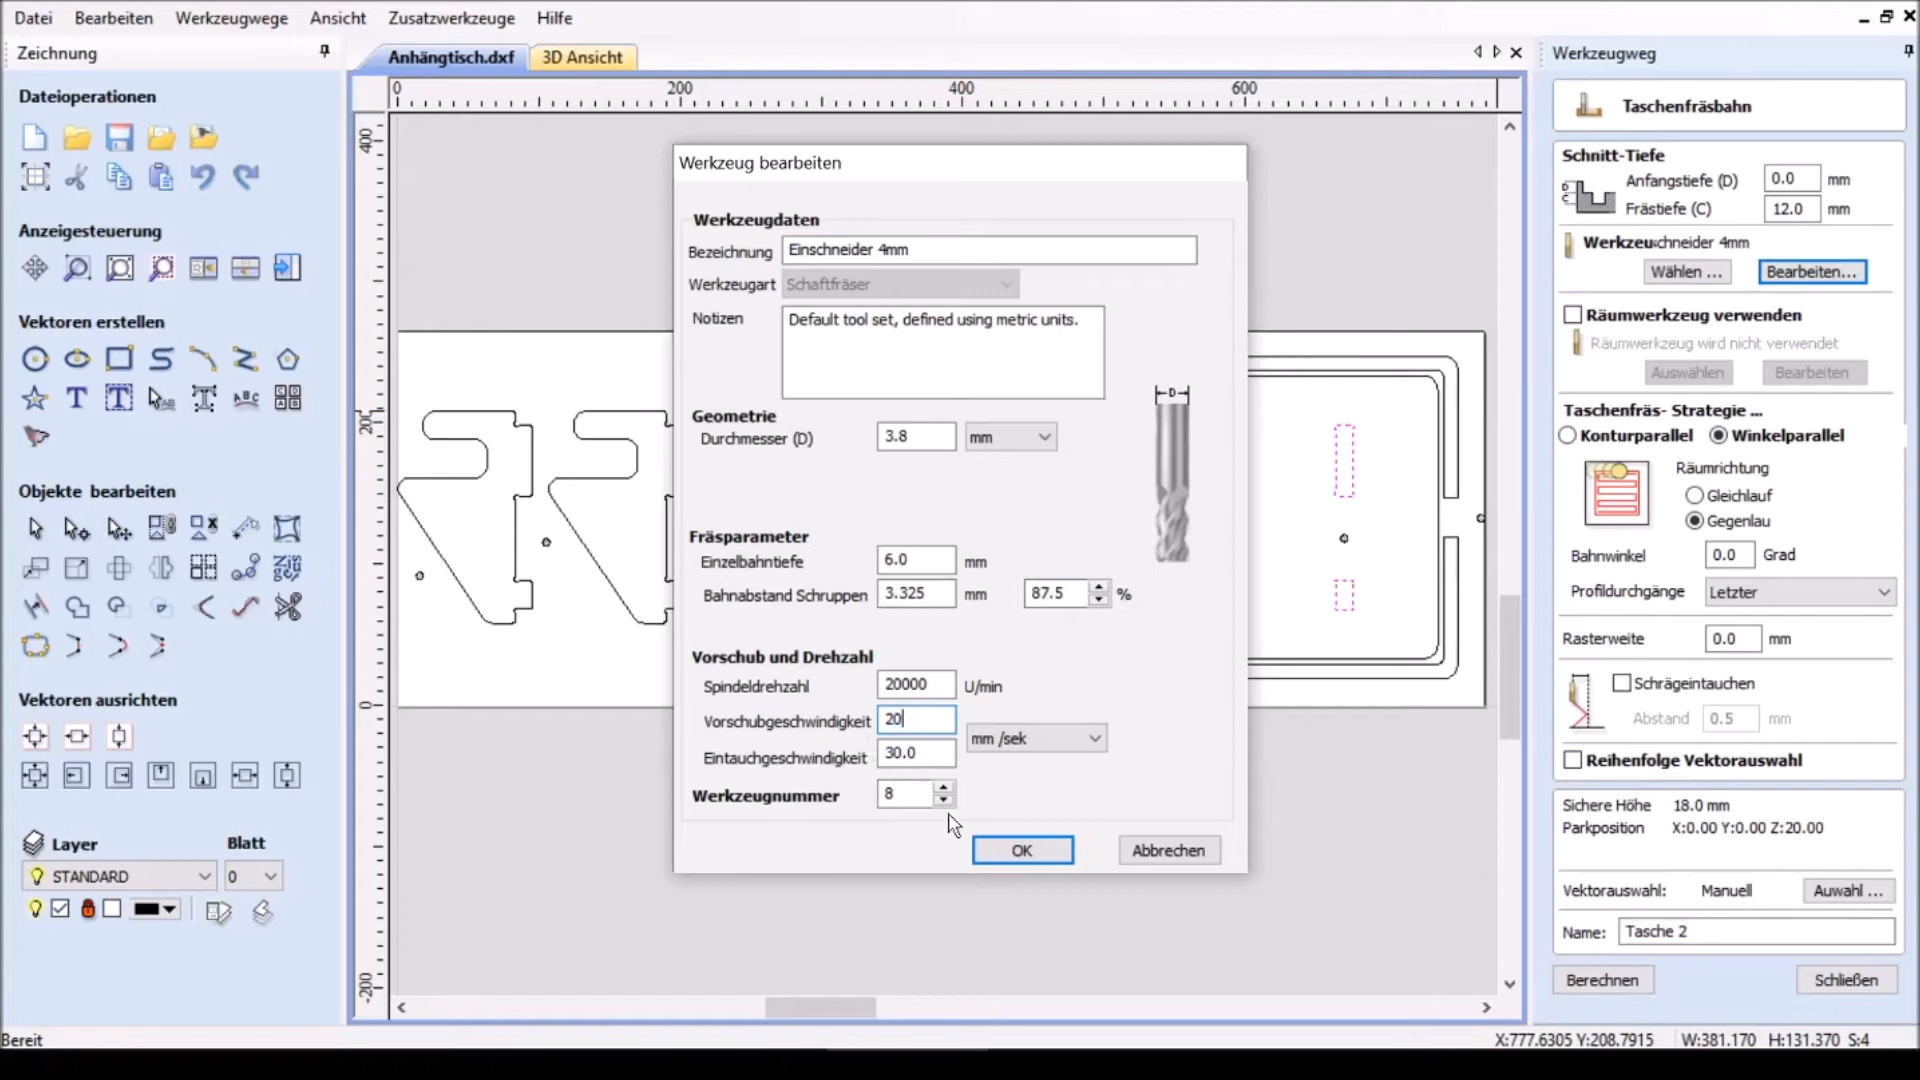 Datei Bearbeiten Werkzeugwege Ansicht Zusatzwerkzeuge Hilfe
Zeichnung
Dateioperationen
Anzeigesteuerung
Vektoren erstellen
Objekte bearbeiten
Vektoren ausrichten
Layer Blatt
STANDARD 0
Bereit
Anhängtisch.dxf 3D Ansicht
0 200 400 600
400
200
0
-200
Werkzeug bearbeiten
Werkzeugdaten
Bezeichnung Einschneider 4mm
Werkzeugart Schaftfräser
Notizen Default tool set, defined using metric units.
D
Geometrie
Durchmesser (D) 3.8 mm
Fräsparameter
Einzelbahntiefe 6.0 mm
Bahnabstand Schruppen 3.325 mm 87.5 %
Vorschub und Drehzahl
Spindeldrehzahl 20000 U/min
Vorschubgeschwindigkeit 20 mm /sek
Eintauchgeschwindigkeit 30.0
Werkzeugnummer 8
OK Abbrechen
Werkzeugweg
Taschenfräsbahn
Schnitt-Tiefe
Anfangstiefe (D) 0.0 mm
Frästiefe (C) 12.0 mm
D
C
Werkzeu chneider 4mm
Wählen ... Bearbeiten...
Räumwerkzeug verwenden
Räumwerkzeug wird nicht verwendet
Auswählen Bearbeiten
Taschenfräs- Strategie ...
Konturparallel Winkelparallel
Räumrichtung
Gleichlauf
Gegenlau
Bahnwinkel 0.0 Grad
Profildurchgänge Letzter
Rasterweite 0.0 mm
Schrägeintauchen
Abstand 0.5 mm
Reihenfolge Vektorauswahl
Sichere Höhe 18.0 mm
Parkposition X:0.00 Y:0.00 Z:20.00
Vektorauswahl: Manuell Auwahl ...
Name: Tasche 2
Berechnen Schließen
X:777.6305 Y:208.7915 W:381.170 H:131.370 S:4